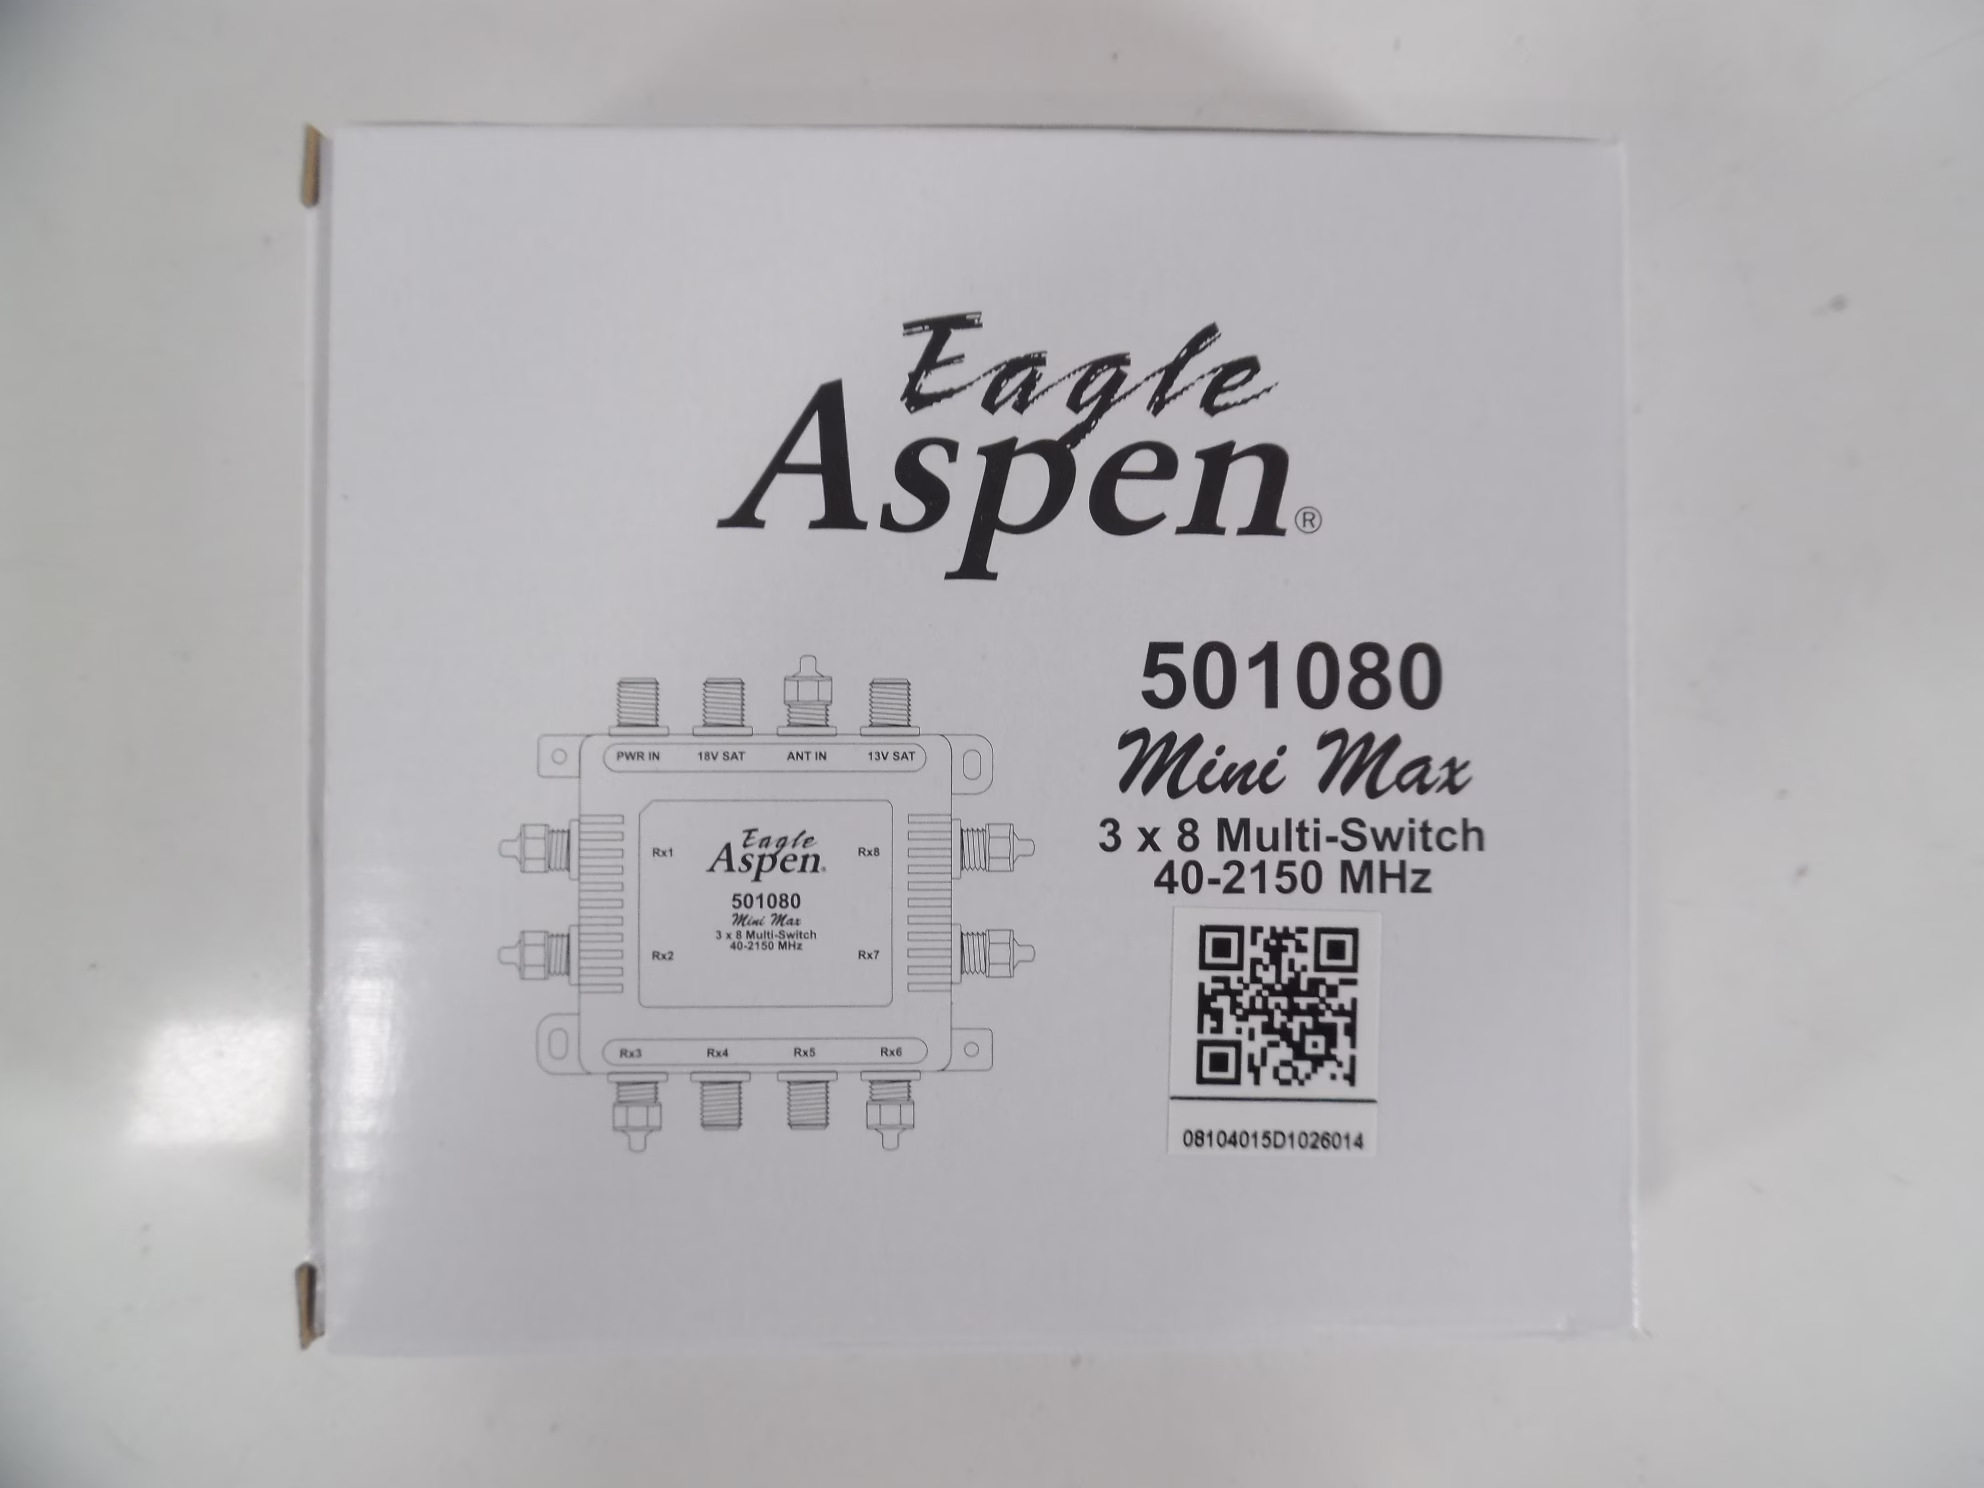 Eagle
Aspen®
501080
Mini Max
3 x 8 Multi-Switch
40-2150 MHz
08104015D1026014
PWR IN 18V SAT ANT IN 13V SAT
Rx1 Rx8
Eagle
Aspen®
501080
Mini Max
3 x 8 Multi-Switch
40-2150 MHz
Rx2 Rx7
Rx3 Rx4 Rx5 Rx6